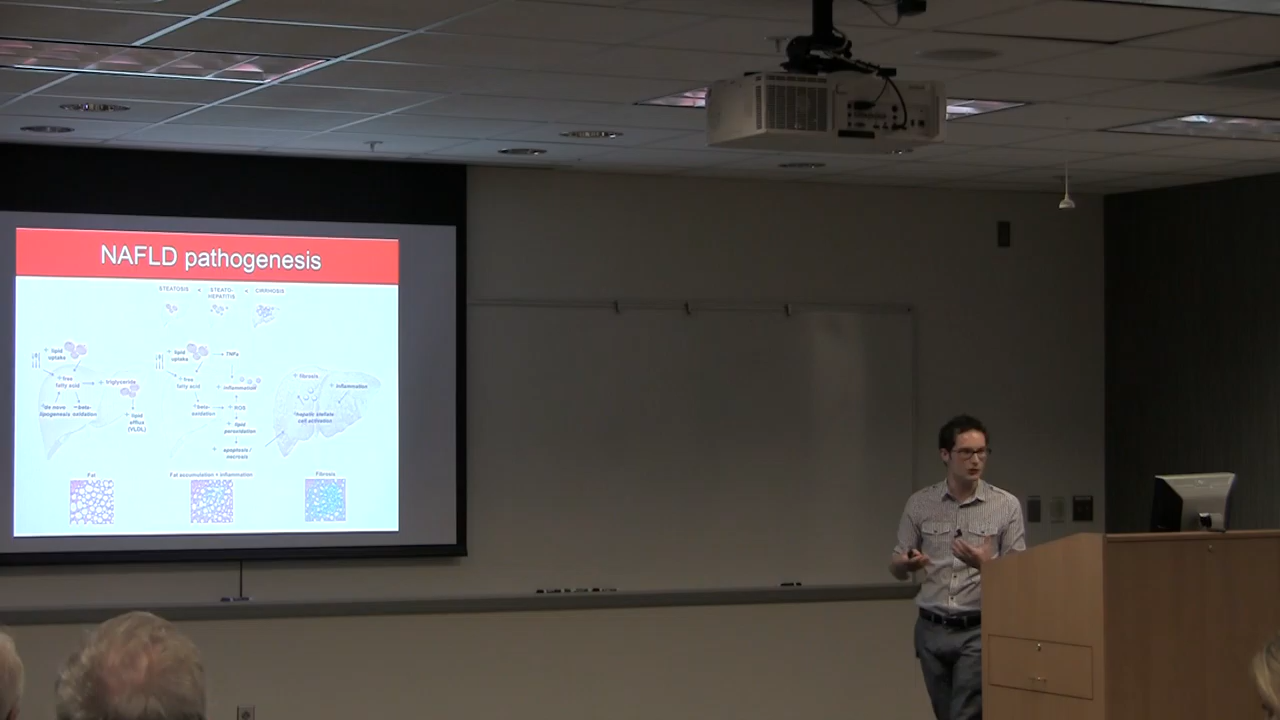 NAFLD pathogenesis
STEATOSIS < STEATO- < CIRRHOSIS
HEPATITIS
lipid
uptake
free
fatty acid
triglyceride
de novo
lipogenesis
beta-
oxidation
lipid
efflux
(VLDL)
lipid
uptake
TNFa
free
fatty acid
inflammation
beta-
oxidation
ROS
lipid
peroxidation
apoptosis /
necrosis
fibrosis
inflammation
hepatic stellate
cell activation
Fat
Fat accumulation + inflammation
Fibrosis